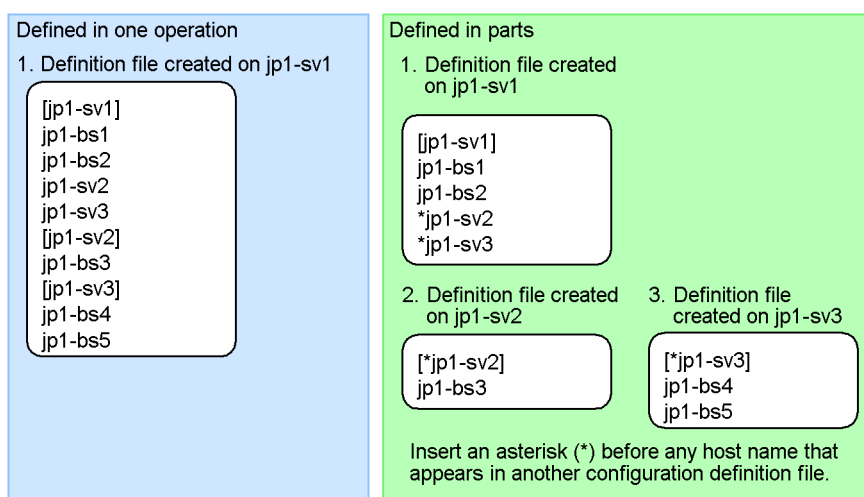 Defined in one operation
1. Definition file created on jp1-sv1
[jp1-sv1]
jp1-bs1
jp1-bs2
jp1-sv2
jp1-sv3
[jp1-sv2]
jp1-bs3
[jp1-sv3]
jp1-bs4
jp1-bs5
Defined in parts
1. Definition file created
on jp1-sv1
[jp1-sv1]
jp1-bs1
jp1-bs2
*jp1-sv2
*jp1-sv3
2. Definition file created
on jp1-sv2
[*jp1-sv2]
jp1-bs3
3. Definition file
created on jp1-sv3
[*jp1-sv3]
jp1-bs4
jp1-bs5
Insert an asterisk (*) before any host name that
appears in another configuration definition file.